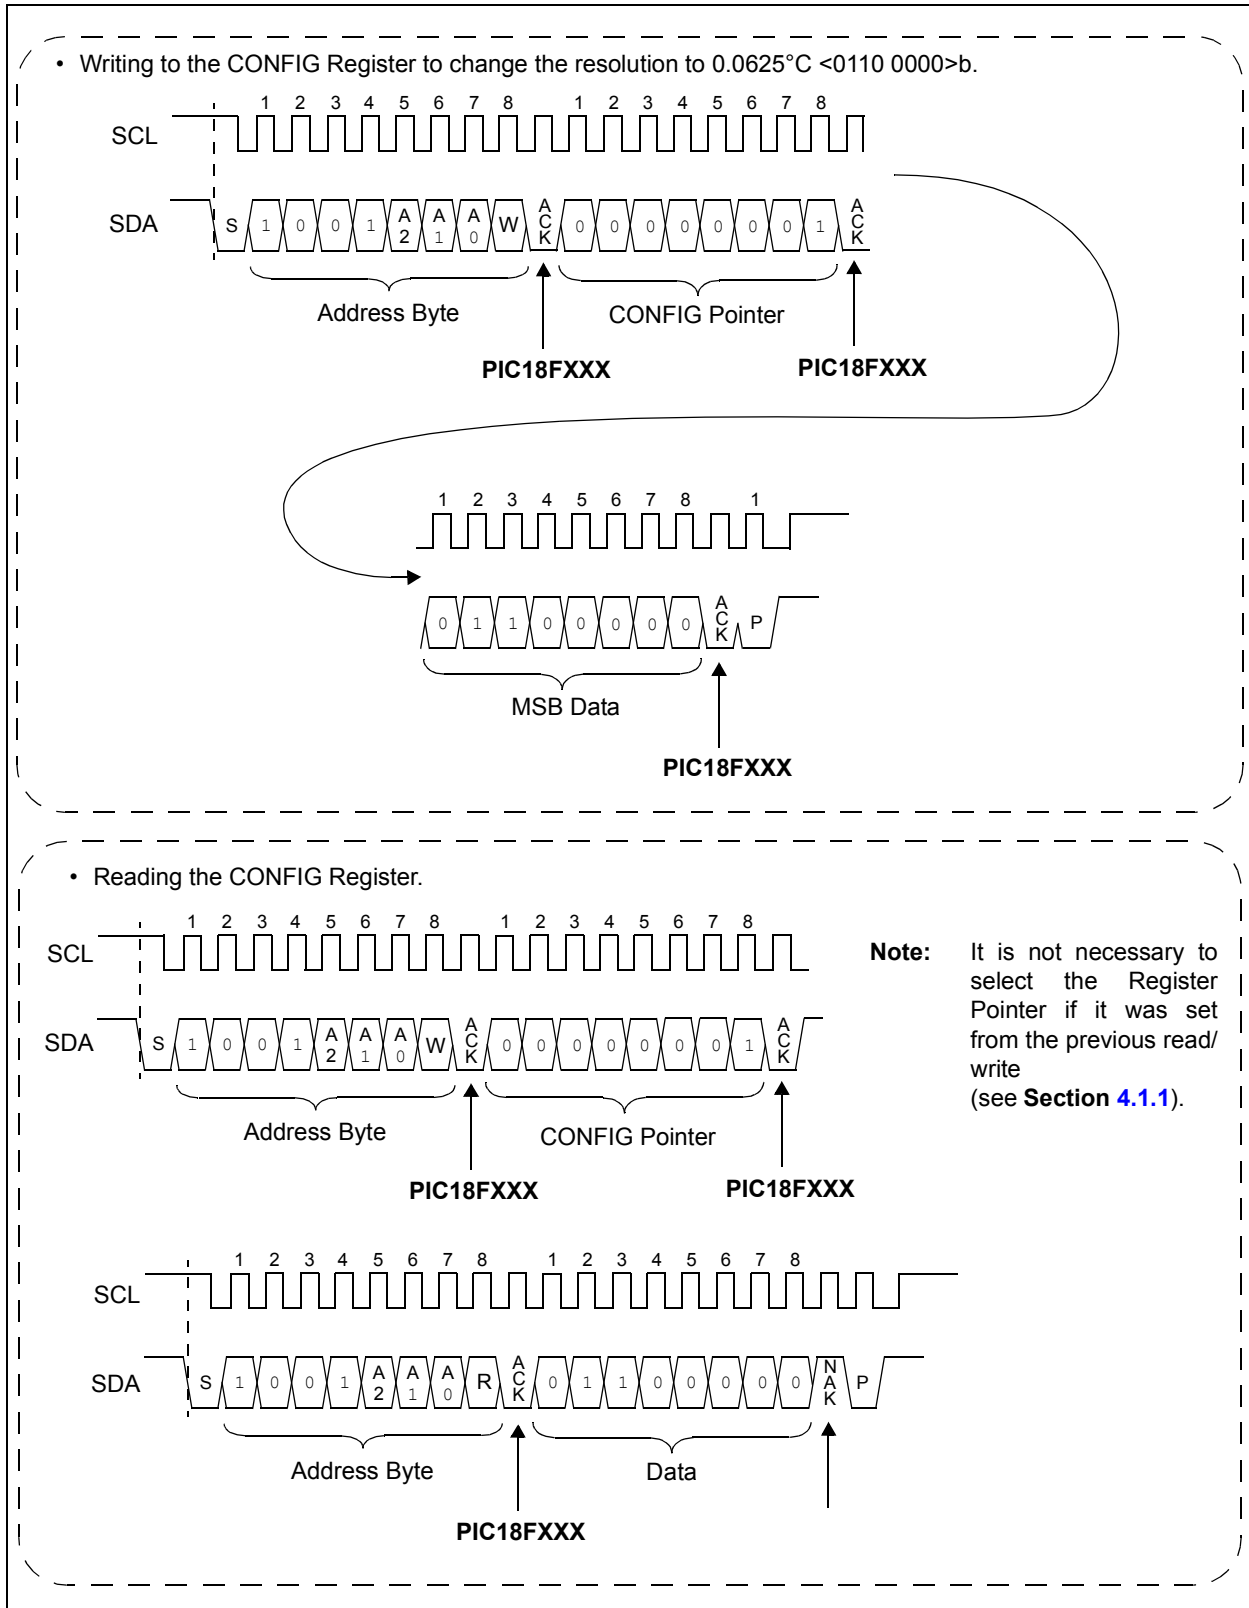 • Writing to the CONFIG Register to change the resolution to 0.0625°C <0110 0000>b.
1 2 3 4 5 6 7 8 1 2 3 4 5 6 7 8
SCL
SDA S 1 0 0 1 A2 A1 A0 W ACK 0 0 0 0 0 0 0 1 ACK
Address Byte CONFIG Pointer
PIC18FXXX PIC18FXXX
1 2 3 4 5 6 7 8 1
0 1 1 0 0 0 0 0 ACK P
MSB Data
PIC18FXXX
• Reading the CONFIG Register.
1 2 3 4 5 6 7 8 1 2 3 4 5 6 7 8
SCL
SDA S 1 0 0 1 A2 A1 A0 W ACK 0 0 0 0 0 0 0 1 ACK
Address Byte CONFIG Pointer
PIC18FXXX PIC18FXXX
Note: It is not necessary to
select the Register
Pointer if it was set
from the previous read/
write
(see Section 4.1.1).
1 2 3 4 5 6 7 8 1 2 3 4 5 6 7 8
SCL
SDA S 1 0 0 1 A2 A1 A0 R ACK 0 1 1 0 0 0 0 0 NAK P
Address Byte Data
PIC18FXXX